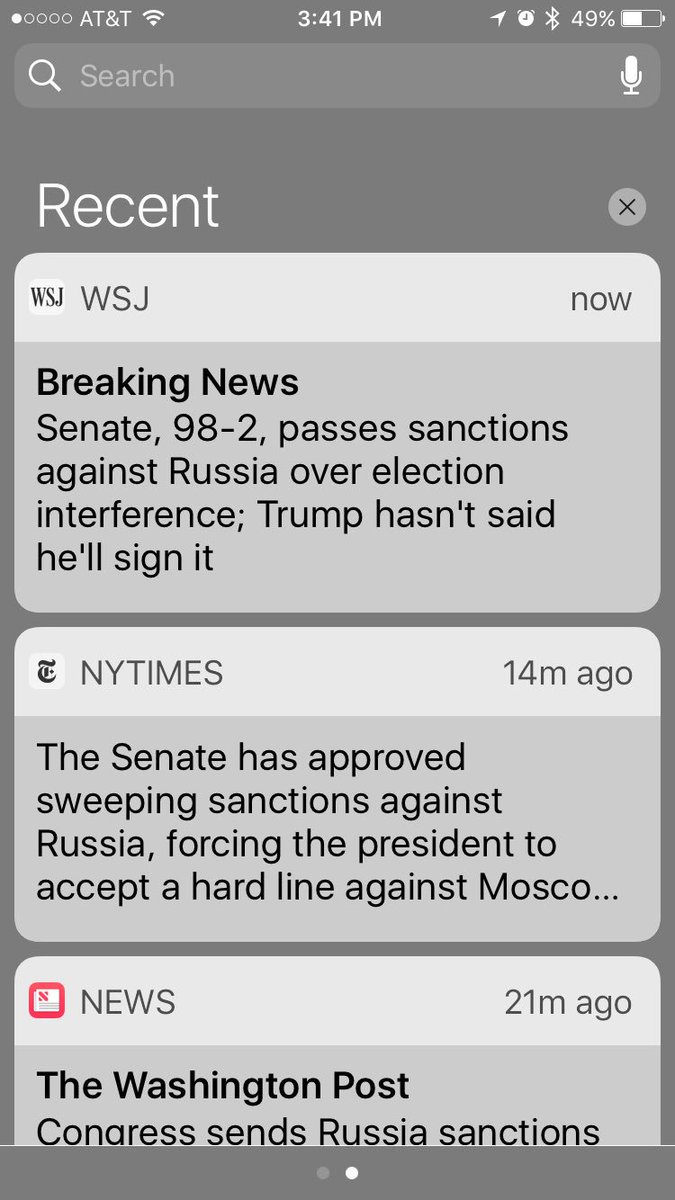 AT&T 3:41 PM 49%
Search
Recent
WSJ WSJ now
Breaking News
Senate, 98-2, passes sanctions
against Russia over election
interference; Trump hasn't said
he'll sign it
NYTIMES 14m ago
The Senate has approved
sweeping sanctions against
Russia, forcing the president to
accept a hard line against Mosco...
NEWS 21m ago
The Washington Post
Congress sends Russia sanctions